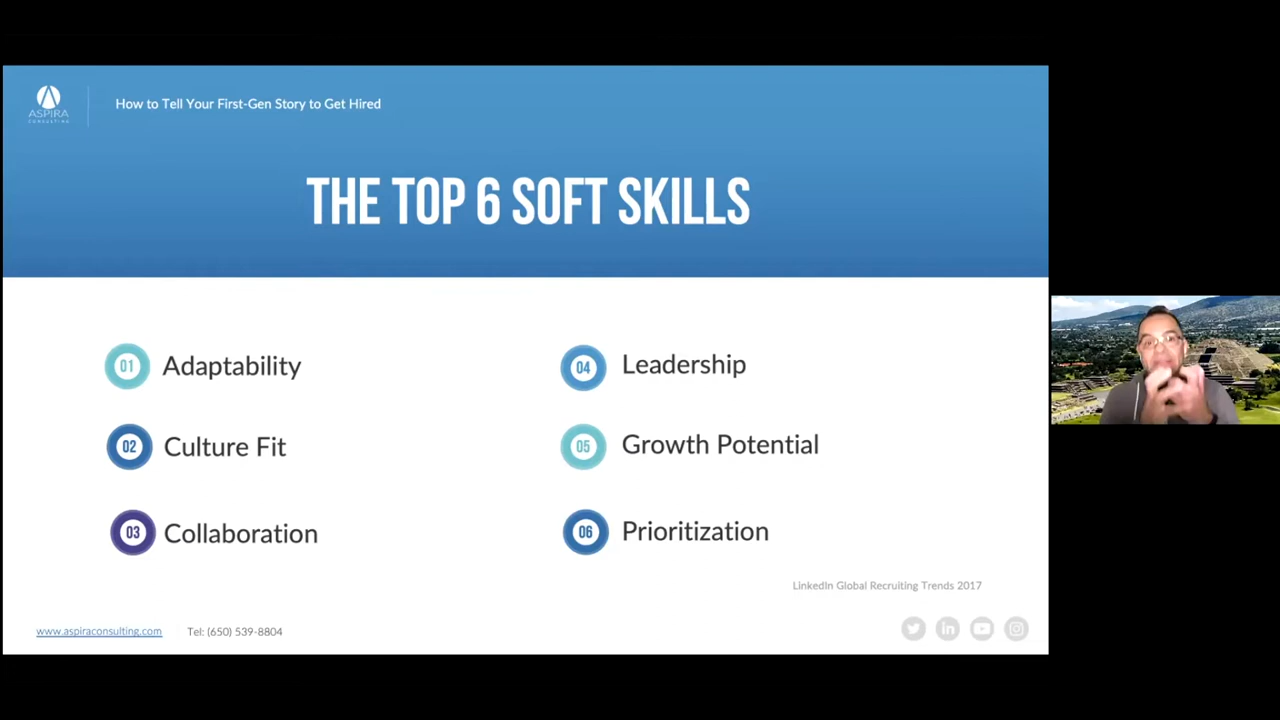 ASPIRA
CONSULTING
How to Tell Your First-Gen Story to Get Hired
THE TOP 6 SOFT SKILLS
01 Adaptability
02 Culture Fit
03 Collaboration
04 Leadership
05 Growth Potential
06 Prioritization
LinkedIn Global Recruiting Trends 2017
www.aspiraconsulting.com Tel: (650) 539-8804
in